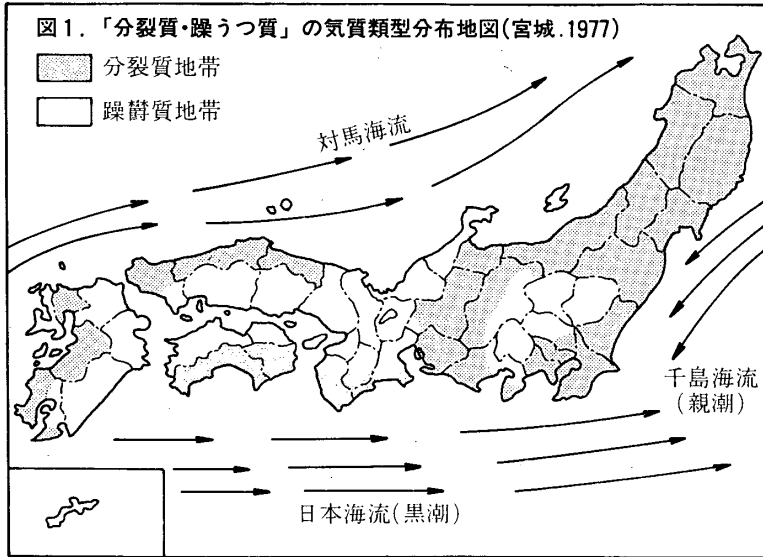 図1. 「分裂質・躁うつ質」の気質類型分布地図(宮城.1977)
分裂質地帯
躁欝質地帯
対馬海流
千島海流
(親潮)
日本海流(黒潮)